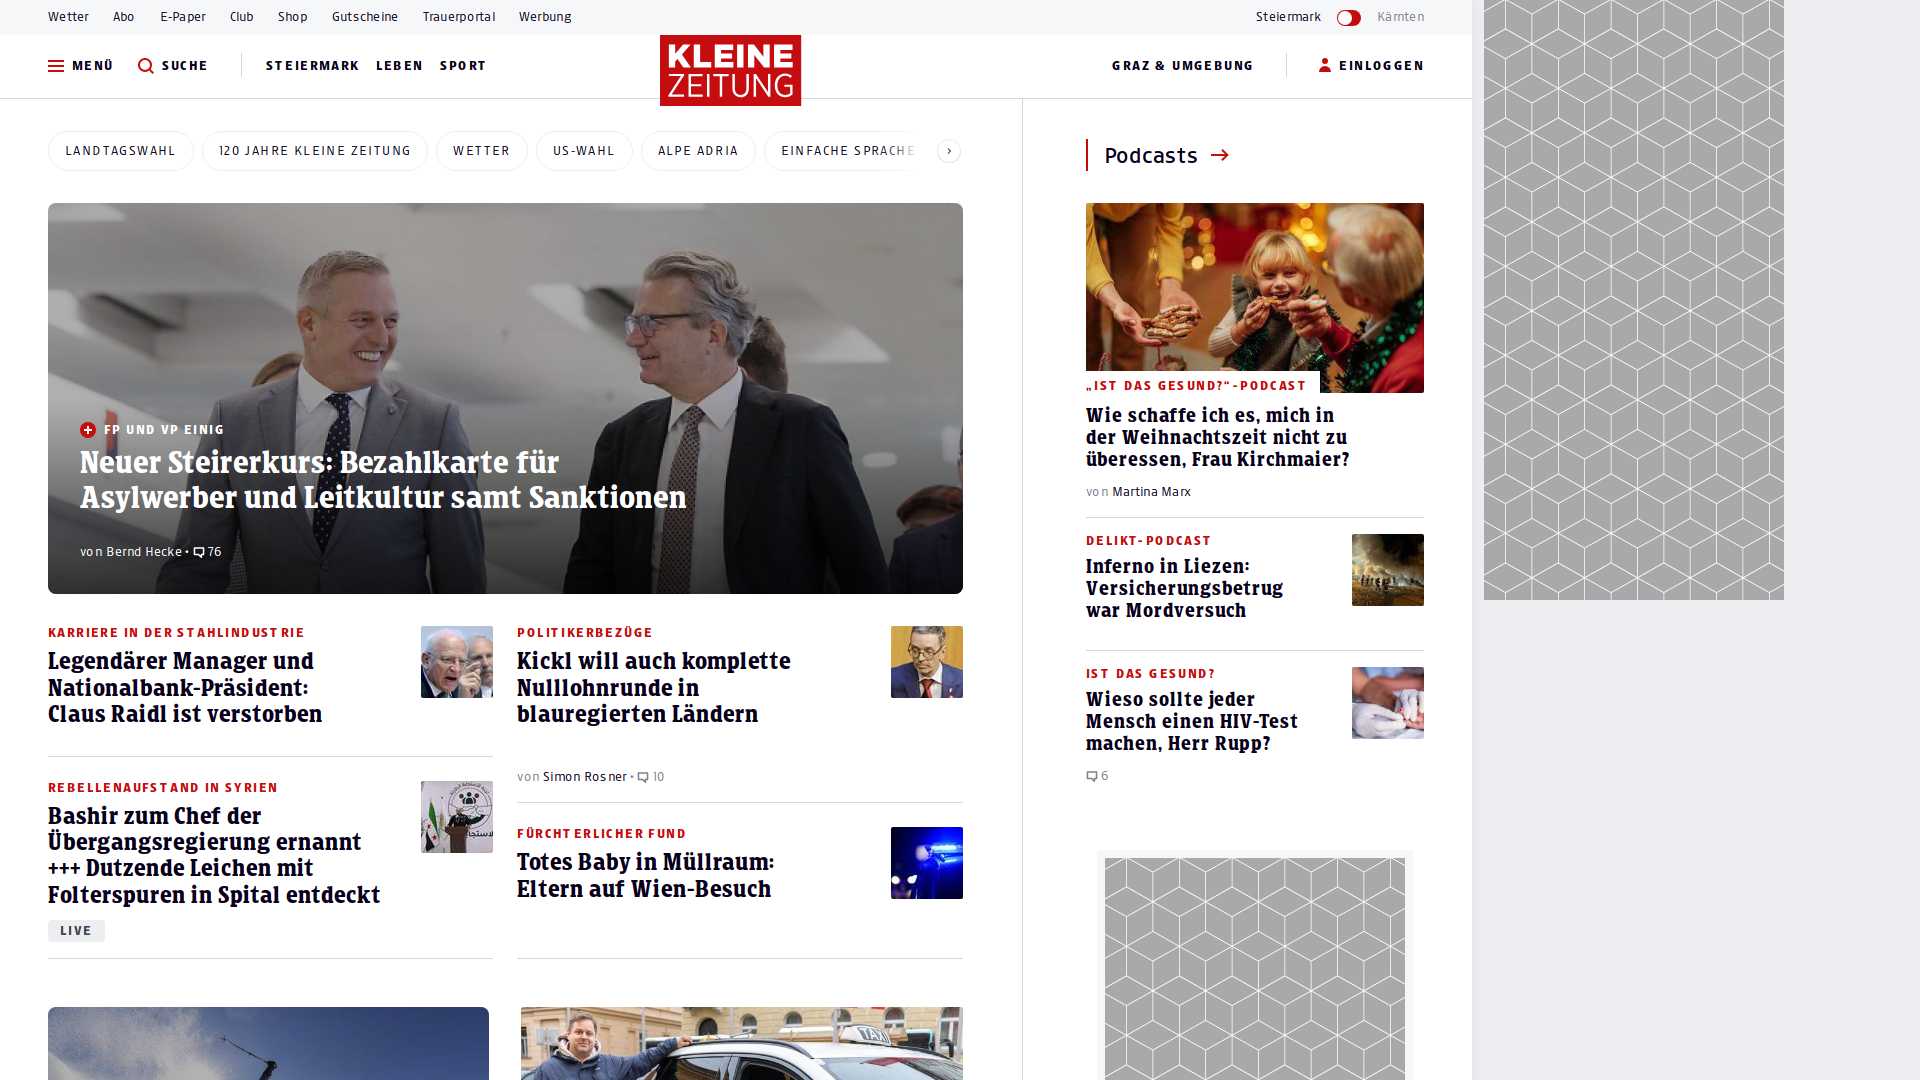 Wetter Abo E-Paper Club Shop Gutscheine Trauerportal Werbung Steiermark Kärnten
MENÜ SUCHE STEIERMARK LEBEN SPORT KLEINE ZEITUNG GRAZ & UMGEBUNG EINLOGGEN
LANDTAGSWAHL 120 JAHRE KLEINE ZEITUNG WETTER US-WAHL ALPE ADRIA EINFACHE SPRACHE
FP UND VP EINIG
Neuer Steirerkurs: Bezahlkarte für
Asylwerber und Leitkultur samt Sanktionen
von Bernd Hecke • 76
KARRIERE IN DER STAHLINDUSTRIE
Legendärer Manager und
Nationalbank-Präsident:
Claus Raidl ist verstorben
REBELLENAUFSTAND IN SYRIEN
Bashir zum Chef der
Übergangsregierung ernannt
+++ Dutzende Leichen mit
Folterspuren in Spital entdeckt
LIVE
POLITIKERBEZÜGE
Kickl will auch komplette
Nulllohnrunde in
blauregierten Ländern
von Simon Rosner • 10
FÜRCHTERLICHER FUND
Totes Baby in Müllraum:
Eltern auf Wien-Besuch
TAXI
Podcasts
„IST DAS GESUND?“-PODCAST
Wie schaffe ich es, mich in
der Weihnachtszeit nicht zu
überessen, Frau Kirchmaier?
von Martina Marx
DELIKT-PODCAST
Inferno in Liezen:
Versicherungsbetrug
war Mordversuch
IST DAS GESUND?
Wieso sollte jeder
Mensch einen HIV-Test
machen, Herr Rupp?
6